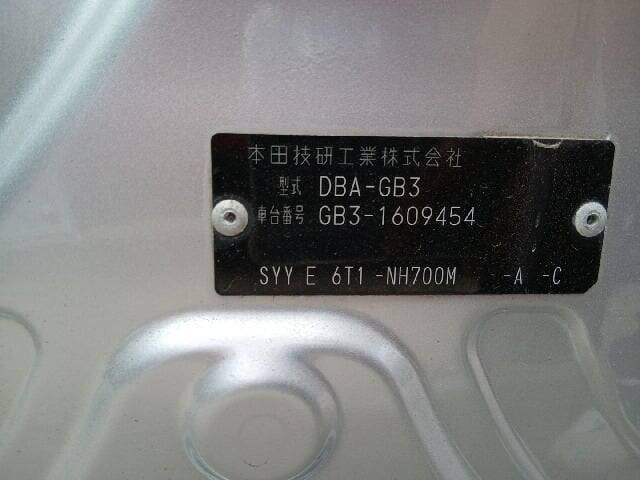 本田技研工業株式会社
型式 DBA-GB3
車台番号 GB3-1609454
SYY E 6T1 -NH700M -A -C